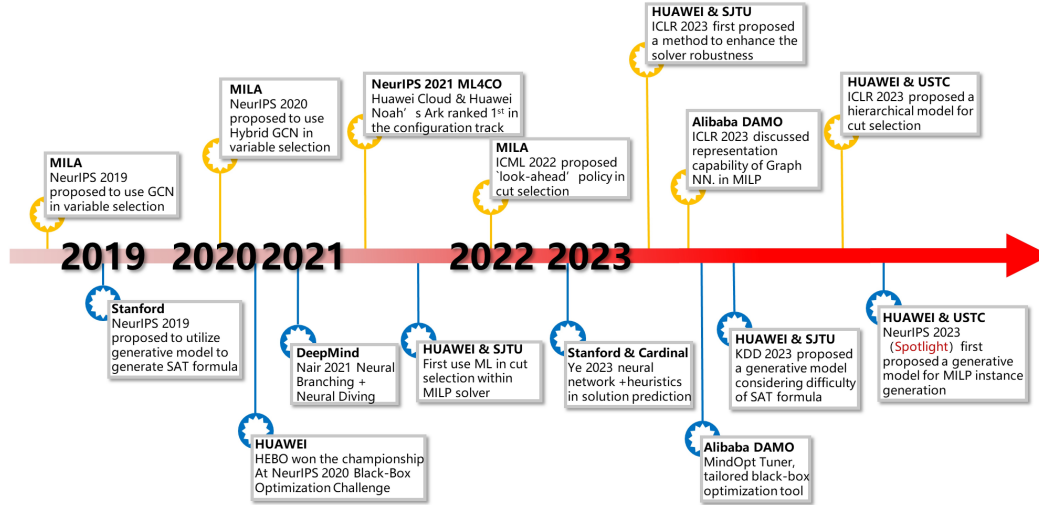 HUAWEI & SJTU
ICLR 2023 first proposed
a method to enhance the
solver robustness
MILA
NeurIPS 2020
proposed to use
Hybrid GCN in
variable selection
NeurIPS 2021 ML4CO
Huawei Cloud & Huawei
Noah’s Ark ranked 1st in
the configuration track
HUAWEI & USTC
ICLR 2023 proposed a
hierarchical model for
cut selection
Alibaba DAMO
ICLR 2023 discussed
representation
capability of Graph
NN. in MILP
MILA
ICML 2022 proposed
`look-ahead’ policy in
cut selection
MILA
NeurIPS 2019
proposed to use GCN
in variable selection
2019
2020
2021
2022
2023
Stanford
NeurIPS 2019
proposed to utilize
generative model to
generate SAT formula
DeepMind
Nair 2021 Neural
Branching +
Neural Diving
HUAWEI & SJTU
First use ML in cut
selection within
MILP solver
Stanford & Cardinal
Ye 2023 neural
network +heuristics
in solution prediction
HUAWEI & SJTU
KDD 2023 proposed
a generative model
considering difficulty
of SAT formula
HUAWEI & USTC
NeurIPS 2023
（Spotlight）first
proposed a generative
model for MILP instance
generation
HUAWEI
HEBO won the championship
At NeurIPS 2020 Black-Box
Optimization Challenge
Alibaba DAMO
MindOpt Tuner,
tailored black-box
optimization tool